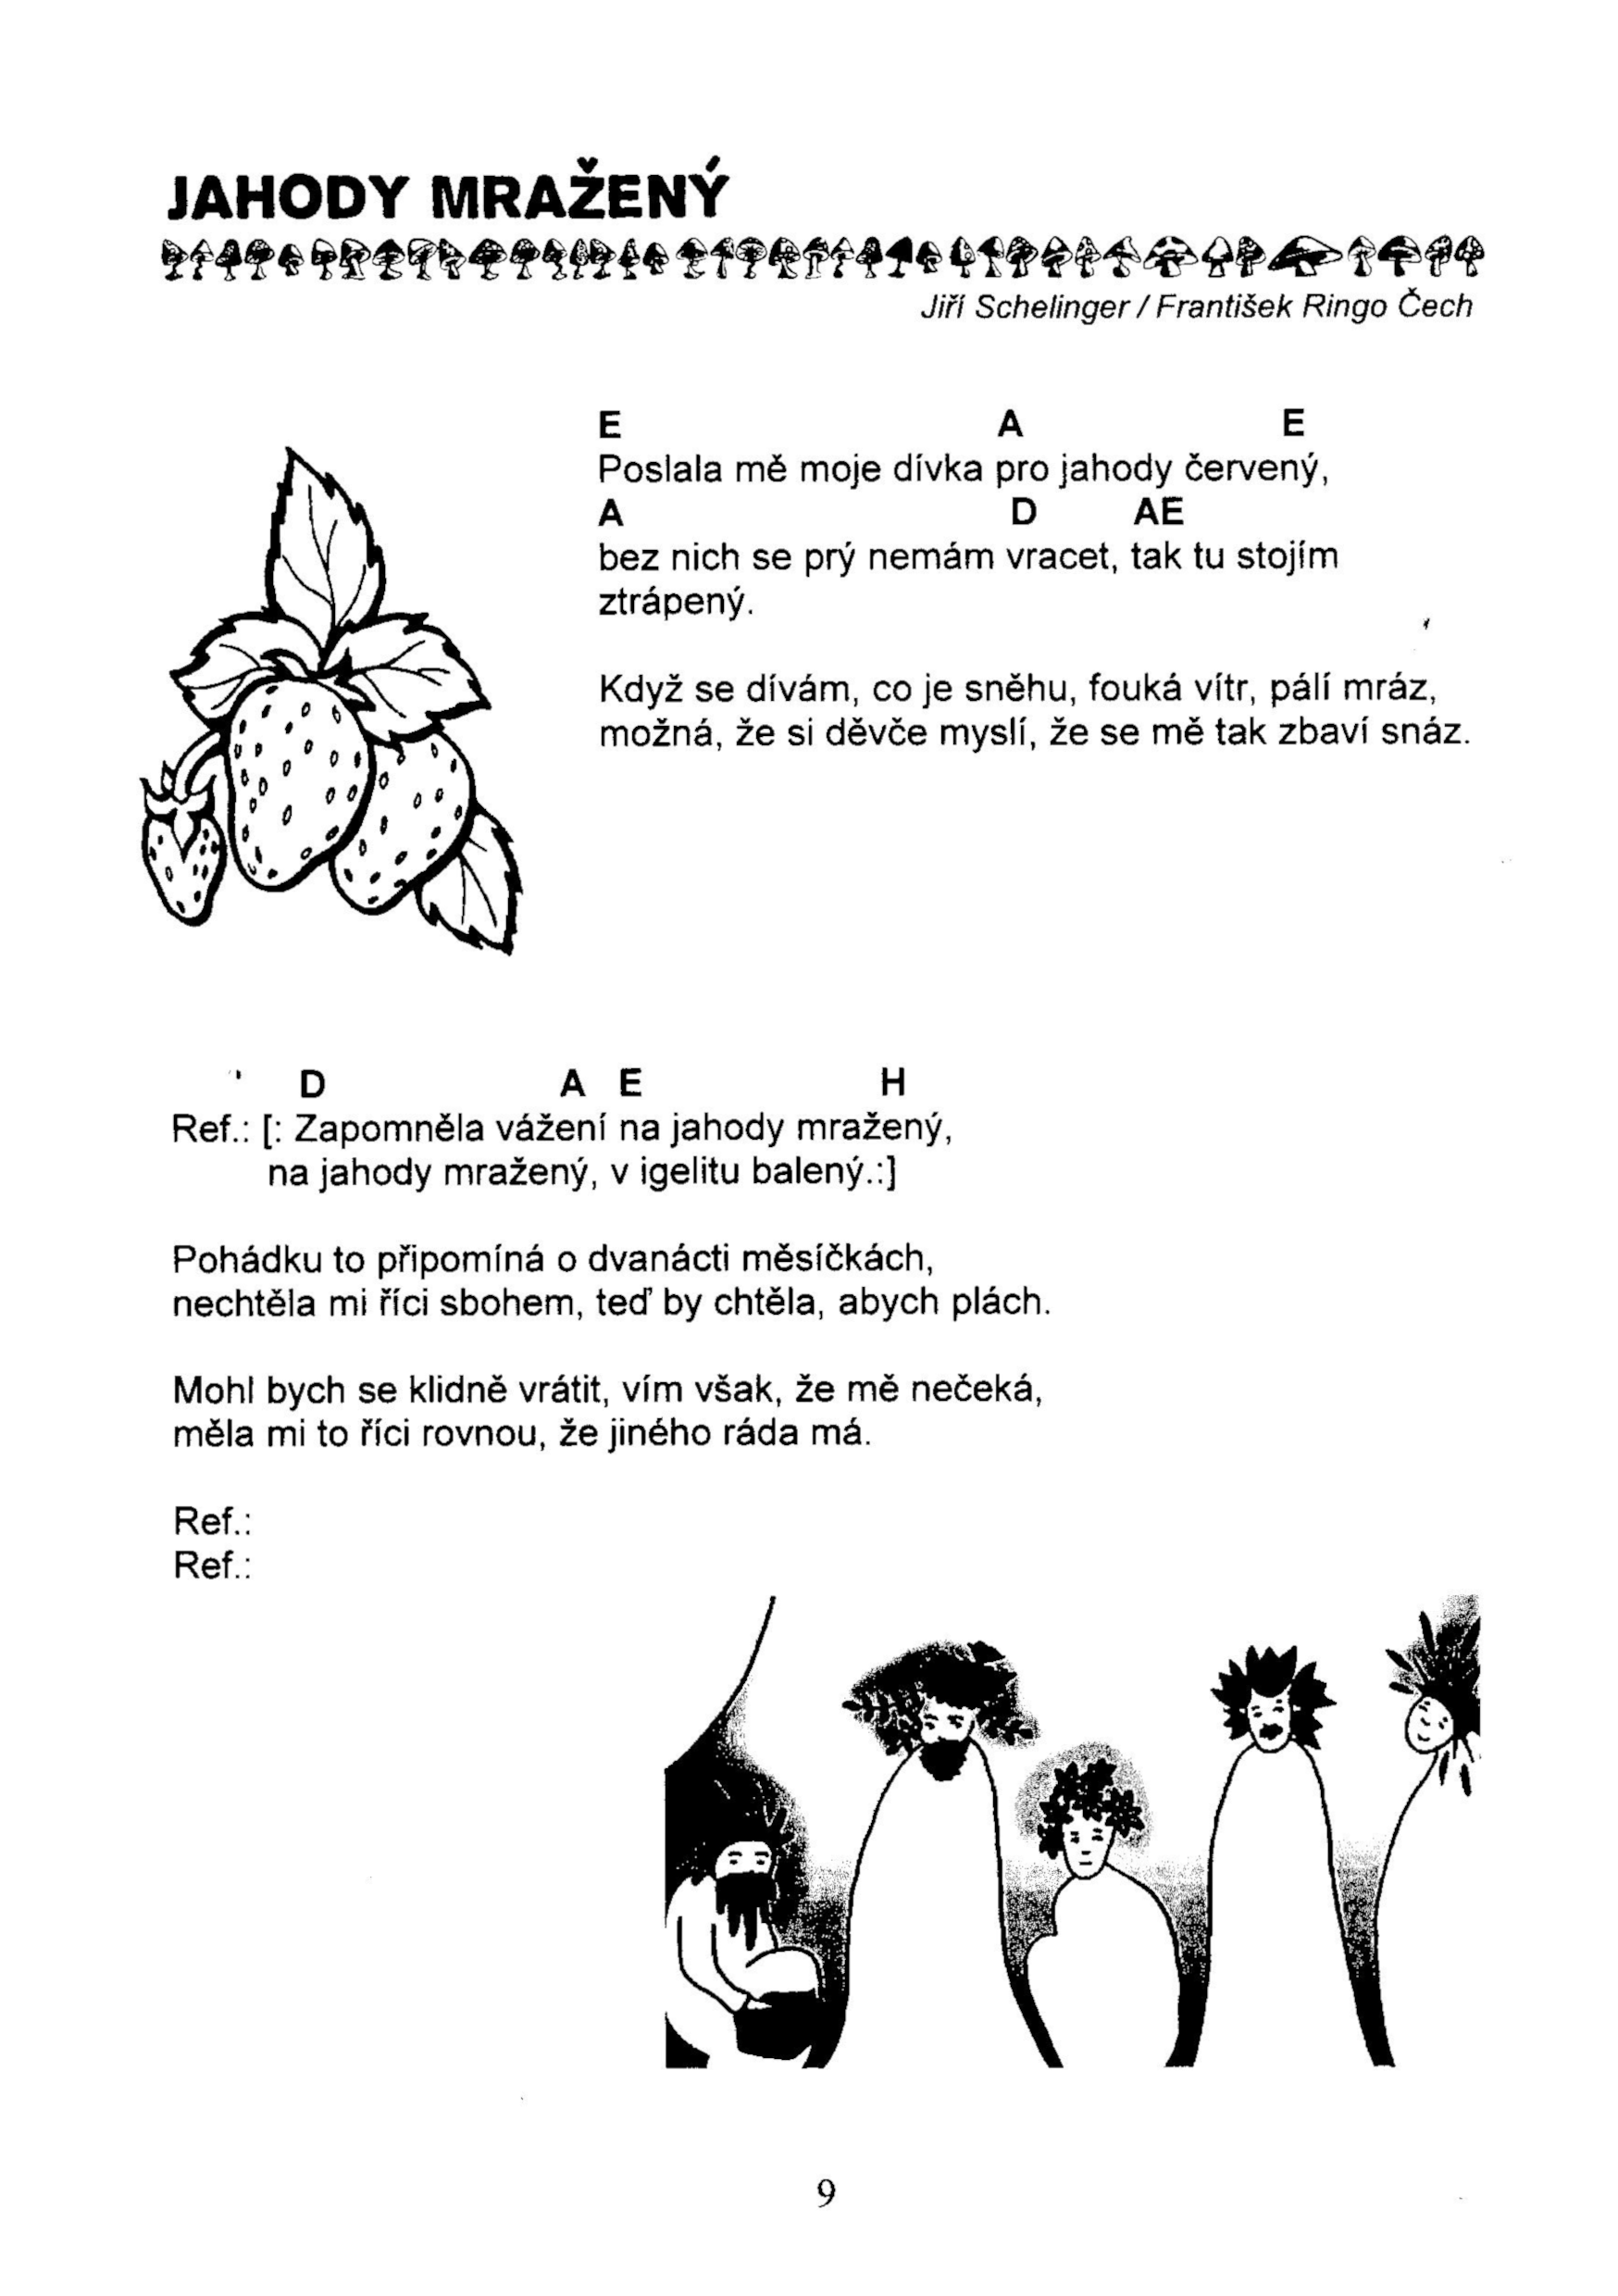 JAHODY MRAŽENÝ
Jiří Schelinger / František Ringo Čech
E A E
Poslala mě moje dívka pro jahody červený,
A D AE
bez nich se prý nemám vracet, tak tu stojím
ztrápený.
Když se dívám, co je sněhu, fouká vítr, pálí mráz,
možná, že si děvče myslí, že se mě tak zbaví snáz.
D A E H
Ref.: [: Zapomněla vážení na jahody mražený,
na jahody mražený, v igelitu balený.:]
Pohádku to připomíná o dvanácti měsíčkách,
nechtěla mi říci sbohem, teď by chtěla, abych plách.
Mohl bych se klidně vrátit, vím však, že mě nečeká,
měla mi to říci rovnou, že jiného ráda má.
Ref.:
Ref.:
9